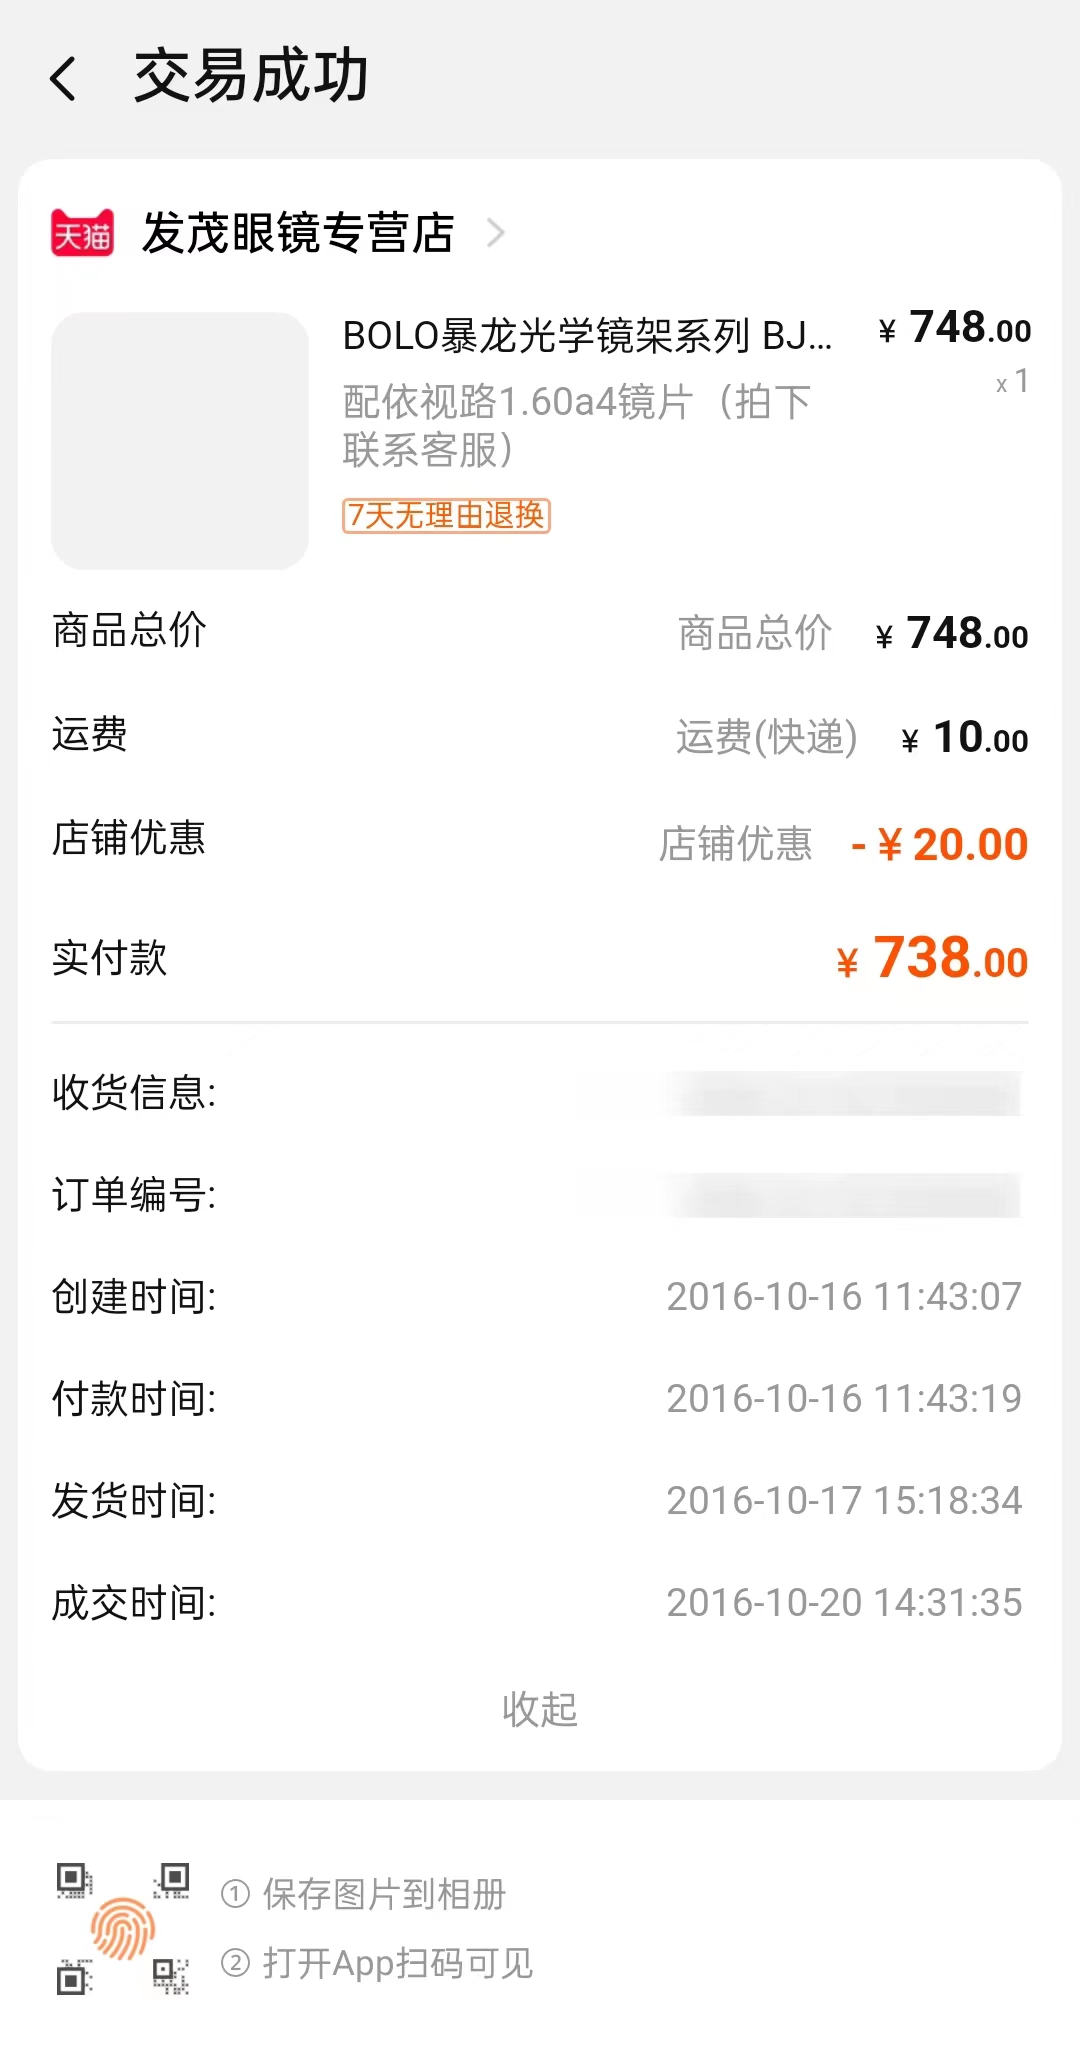 交易成功
天猫 发茂眼镜专营店
BOLO暴龙光学镜架系列 BJ... ¥ 748.00
配依视路1.60a4镜片（拍下 x 1
联系客服）
7天无理由退换
商品总价 商品总价 ¥ 748.00
运费 运费(快递) ¥ 10.00
店铺优惠 店铺优惠 - ¥ 20.00
实付款 ¥ 738.00
收货信息:
订单编号:
创建时间: 2016-10-16 11:43:07
付款时间: 2016-10-16 11:43:19
发货时间: 2016-10-17 15:18:34
成交时间: 2016-10-20 14:31:35
收起
① 保存图片到相册
② 打开App扫码可见